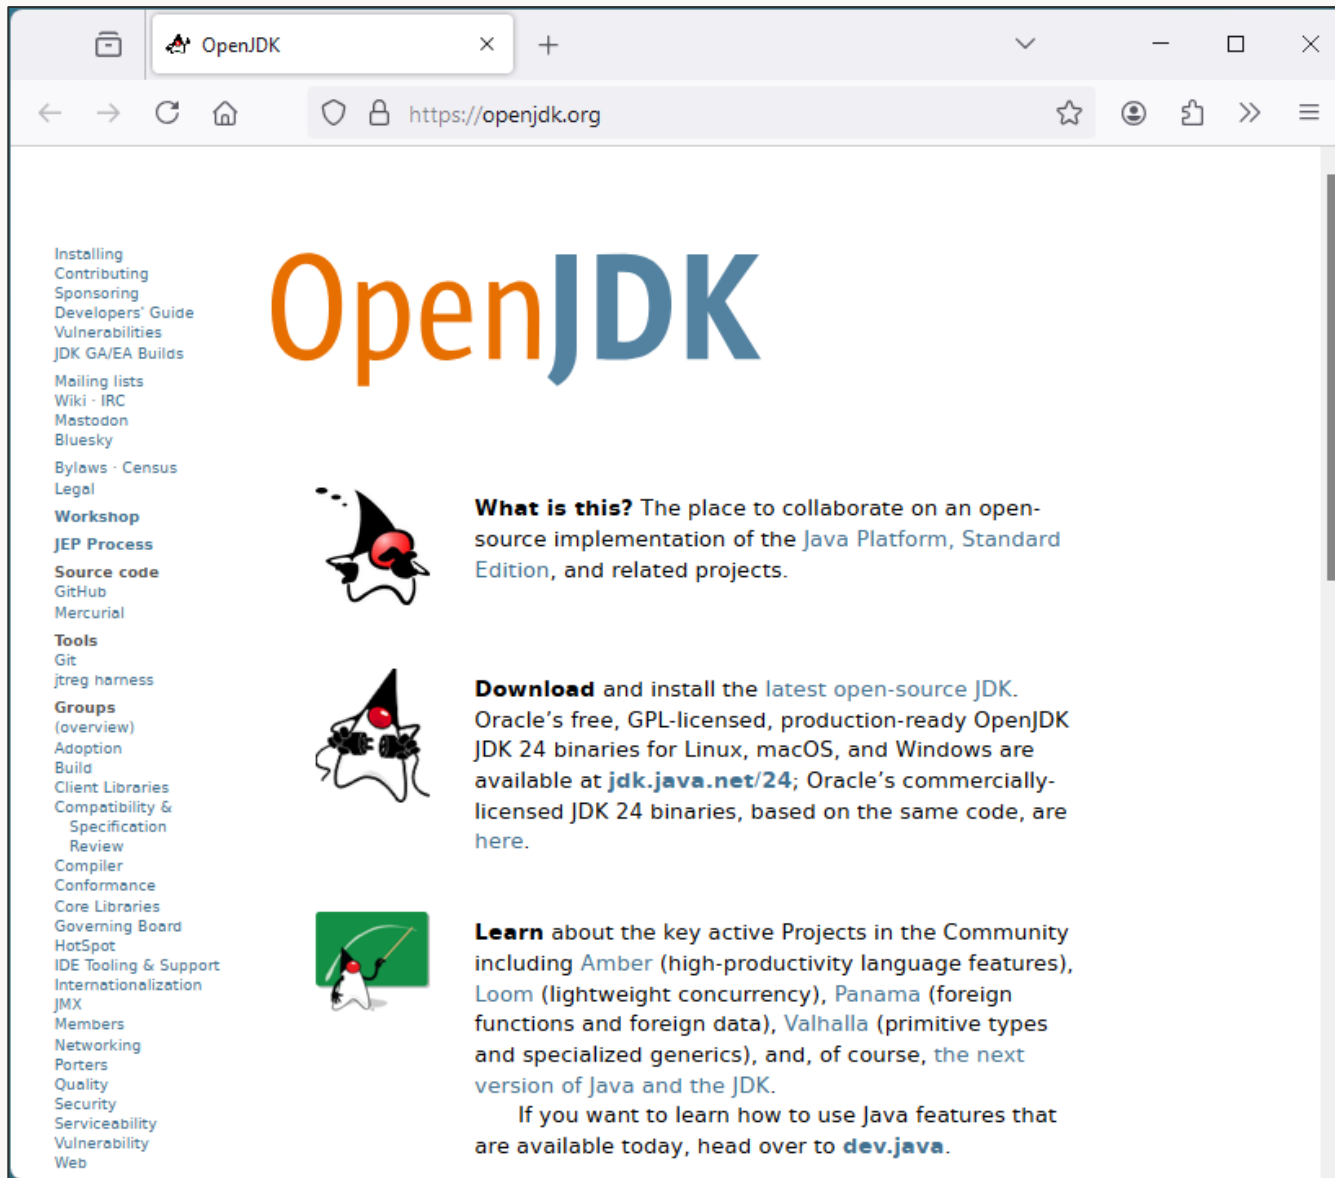 OpenJDK
https://openjdk.org
Installing
Contributing
Sponsoring
Developers' Guide
Vulnerabilities
JDK GA/EA Builds
Mailing lists
Wiki · IRC
Mastodon
Bluesky
Bylaws · Census
Legal
Workshop
JEP Process
Source code
GitHub
Mercurial
Tools
Git
jtreg harness
Groups
(overview)
Adoption
Build
Client Libraries
Compatibility &
Specification
Review
Compiler
Conformance
Core Libraries
Governing Board
HotSpot
IDE Tooling & Support
Internationalization
JMX
Members
Networking
Porters
Quality
Security
Serviceability
Vulnerability
Web
OpenJDK
What is this? The place to collaborate on an open-
source implementation of the Java Platform, Standard
Edition, and related projects.
Download and install the latest open-source JDK.
Oracle’s free, GPL-licensed, production-ready OpenJDK
JDK 24 binaries for Linux, macOS, and Windows are
available at jdk.java.net/24; Oracle’s commercially-
licensed JDK 24 binaries, based on the same code, are
here.
Learn about the key active Projects in the Community
including Amber (high-productivity language features),
Loom (lightweight concurrency), Panama (foreign
functions and foreign data), Valhalla (primitive types
and specialized generics), and, of course, the next
version of Java and the JDK.
If you want to learn how to use Java features that
are available today, head over to dev.java.